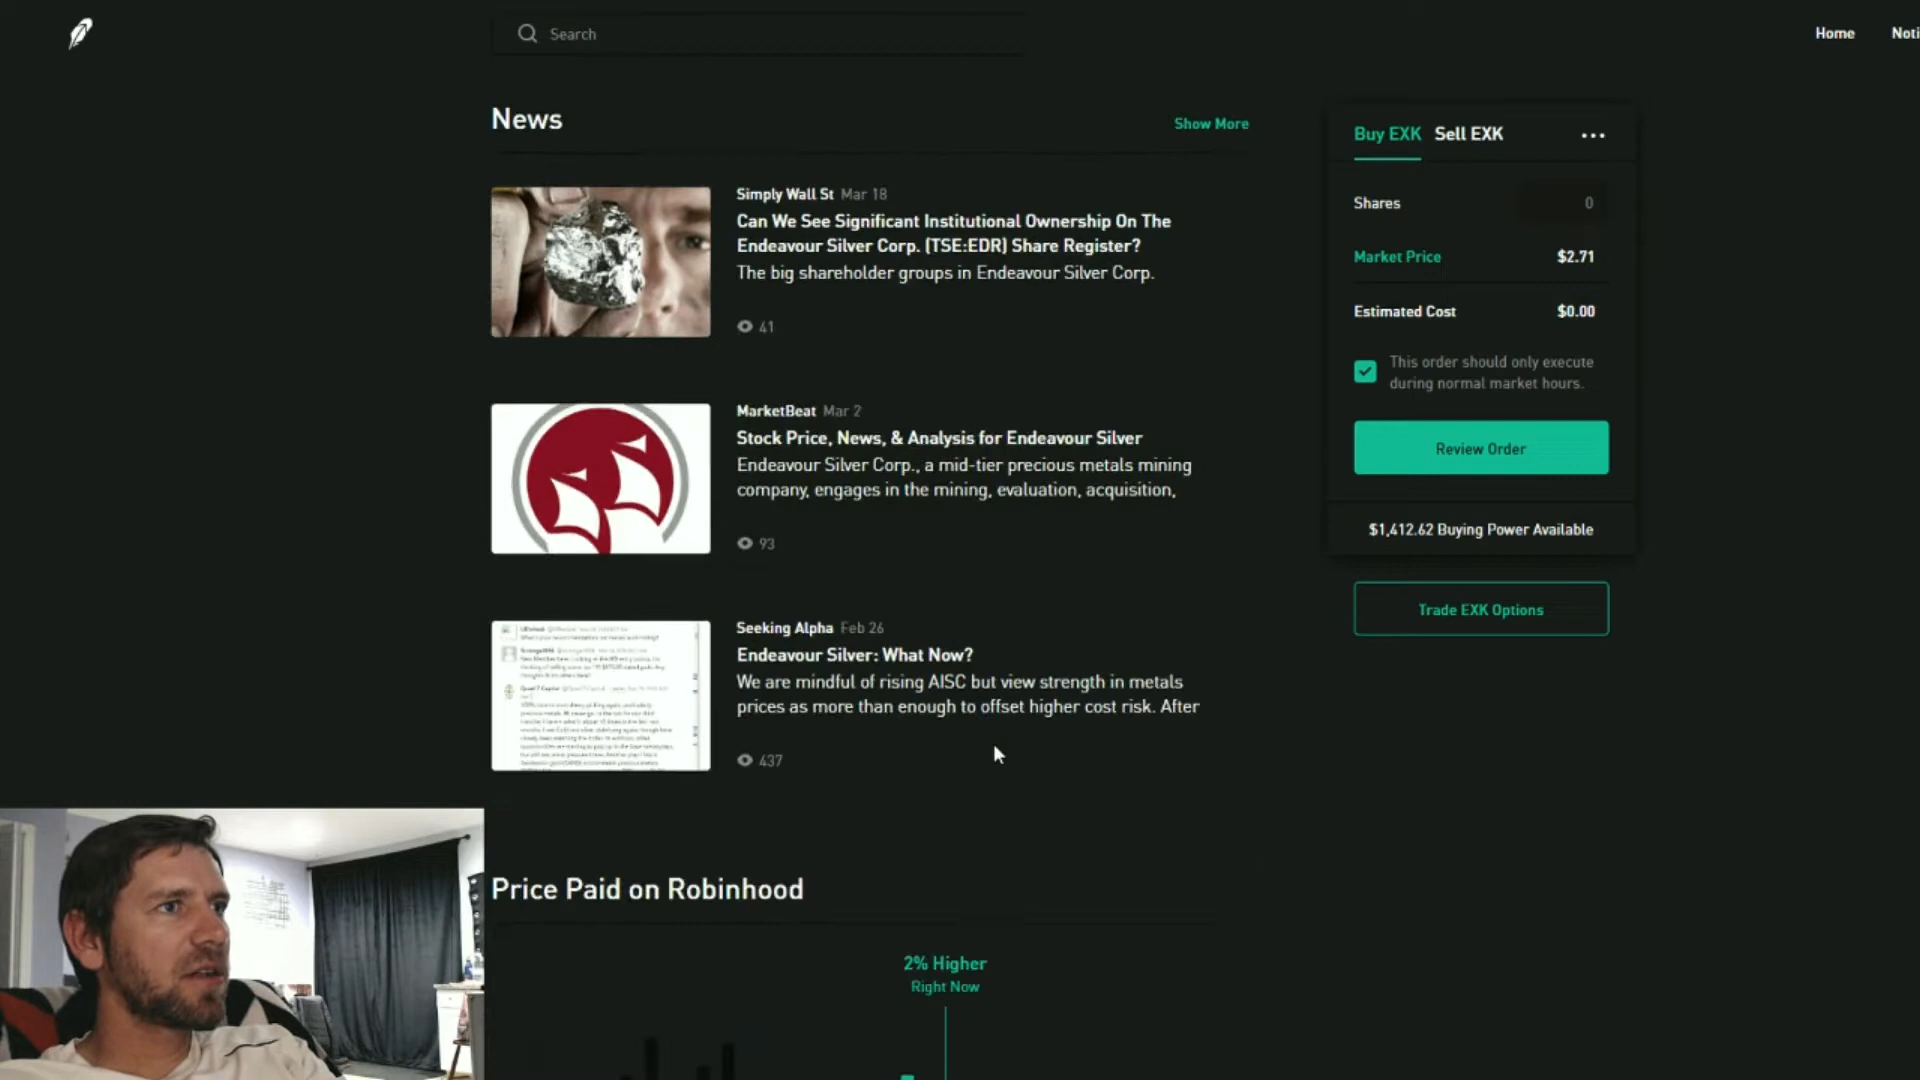 Search
Home
Noti
News
Show More
Simply Wall St Mar 18
Can We See Significant Institutional Ownership On The
Endeavour Silver Corp. (TSE:EDR) Share Register?
The big shareholder groups in Endeavour Silver Corp.
41
MarketBeat Mar 2
Stock Price, News, & Analysis for Endeavour Silver
Endeavour Silver Corp., a mid-tier precious metals mining
company, engages in the mining, evaluation, acquisition,
93
Seeking Alpha Feb 26
Endeavour Silver: What Now?
We are mindful of rising AISC but view strength in metals
prices as more than enough to offset higher cost risk. After
437
Buy EXK Sell EXK
Shares 0
Market Price $2.71
Estimated Cost $0.00
This order should only execute
during normal market hours.
Review Order
$1,412.62 Buying Power Available
Trade EXK Options
Price Paid on Robinhood
2% Higher
Right Now